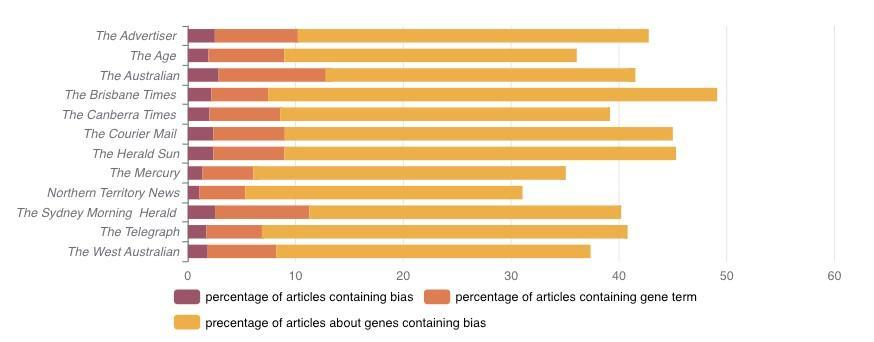 The Advertiser
The Age
The Australian
The Brisbane Times
The Canberra Times
The Courier Mail
The Herald Sun
The Mercury
Northern Territory News
The Sydney Morning Herald
The Telegraph
The West Australian
0 10 20 30 40 50 60
percentage of articles containing bias percentage of articles containing gene term
precentage of articles about genes containing bias